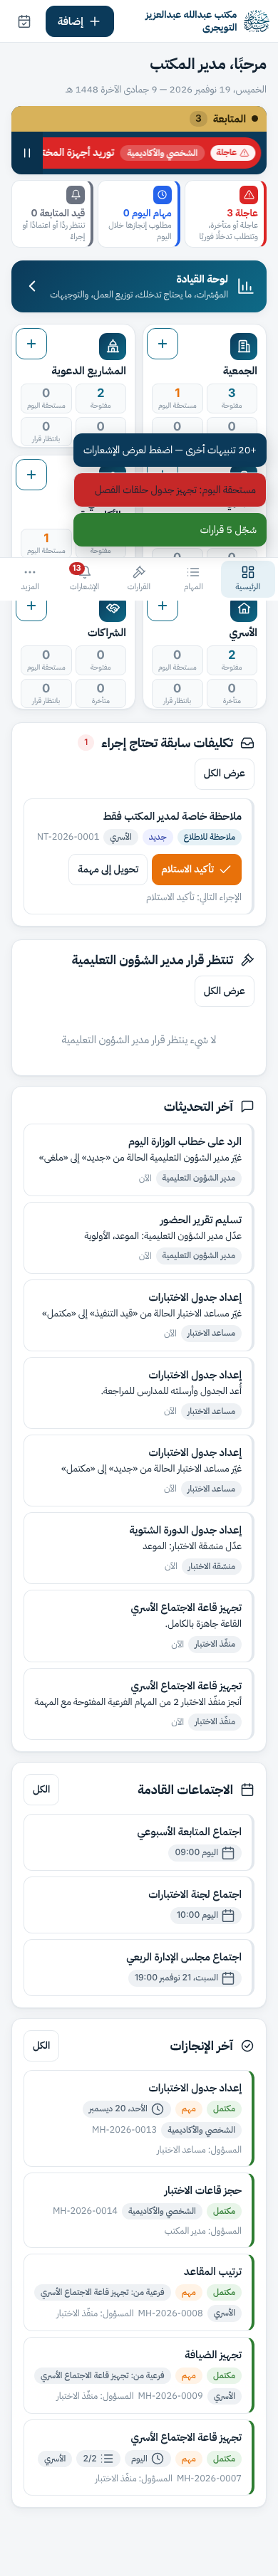 مكتب عبدالله عبدالعزيز
التويجري
إضافة
مرحبًا، مدير المكتب
الخميس، 19 نوفمبر 2026 — 9 جمادى الآخرة 1448 هـ
المتابعة 3
عاجلة
الشخصي والأكاديمية
توريد أجهزة المخت
عاجلة 3
عاجلة أو متأخرة،
وتتطلب تدخلًا فوريًا
مهام اليوم 0
مطلوب إنجازها خلال
اليوم
قيد المتابعة 0
تنتظر ردًا أو اعتمادًا أو
إجراءً
لوحة القيادة
المؤشرات، ما يحتاج تدخلك، توزيع العمل، والتوجيهات
الجمعية
3 مفتوحة
1 مستحقة اليوم
0
0
المشاريع الدعوية
2 مفتوحة
0 مستحقة اليوم
0
0 بانتظار قرار
+20 تنبيهات أخرى — اضغط لعرض الإشعارات
مستحقة اليوم: تجهيز جدول حلقات الفصل
سُجّل 5 قرارات
1
مستحقة اليوم
الرئيسية
المهام
القرارات
الإشعارات
13
المزيد
الأسري
2 مفتوحة
0 مستحقة اليوم
0 متأخرة
0 بانتظار قرار
الشراكات
0 مفتوحة
0 مستحقة اليوم
0 متأخرة
0 بانتظار قرار
تكليفات سابقة تحتاج إجراء 1
عرض الكل
ملاحظة خاصة لمدير المكتب فقط
ملاحظة للاطلاع
جديد
الأسري
NT-2026-0001
تأكيد الاستلام
تحويل إلى مهمة
الإجراء التالي: تأكيد الاستلام
تنتظر قرار مدير الشؤون التعليمية
عرض الكل
لا شيء ينتظر قرار مدير الشؤون التعليمية
آخر التحديثات
الرد على خطاب الوزارة اليوم
غيّر مدير الشؤون التعليمية الحالة من «جديد» إلى «ملغى»
مدير الشؤون التعليمية الآن
تسليم تقرير الحضور
عدّل مدير الشؤون التعليمية: الموعد، الأولوية
مدير الشؤون التعليمية الآن
إعداد جدول الاختبارات
غيّر مساعد الاختبار الحالة من «قيد التنفيذ» إلى «مكتمل»
مساعد الاختبار الآن
إعداد جدول الاختبارات
أُعد الجدول وأرسلته للمدارس للمراجعة.
مساعد الاختبار الآن
إعداد جدول الاختبارات
غيّر مساعد الاختبار الحالة من «جديد» إلى «مكتمل»
مساعد الاختبار الآن
إعداد جدول الدورة الشتوية
عدّل منسّقة الاختبار: الموعد
منسّقة الاختبار الآن
تجهيز قاعة الاجتماع الأسري
القاعة جاهزة بالكامل.
منفّذ الاختبار الآن
تجهيز قاعة الاجتماع الأسري
أنجز منفّذ الاختبار 2 من المهام الفرعية المفتوحة مع المهمة
منفّذ الاختبار الآن
الاجتماعات القادمة
الكل
اجتماع المتابعة الأسبوعي
اليوم 09:00
اجتماع لجنة الاختبارات
اليوم 10:00
اجتماع مجلس الإدارة الربعي
السبت، 21 نوفمبر 19:00
آخر الإنجازات
الكل
إعداد جدول الاختبارات
مكتمل
مهم
الأحد، 20 ديسمبر
الشخصي والأكاديمية
MH-2026-0013
المسؤول: مساعد الاختبار
حجز قاعات الاختبار
مكتمل
الشخصي والأكاديمية
MH-2026-0014
المسؤول: مدير المكتب
ترتيب المقاعد
مكتمل
مهم
فرعية من: تجهيز قاعة الاجتماع الأسري
الأسري
MH-2026-0008
المسؤول: منفّذ الاختبار
تجهيز الضيافة
مكتمل
مهم
فرعية من: تجهيز قاعة الاجتماع الأسري
الأسري
MH-2026-0009
المسؤول: منفّذ الاختبار
تجهيز قاعة الاجتماع الأسري
مكتمل
مهم
اليوم
2/2
الأسري
MH-2026-0007
المسؤول: منفّذ الاختبار